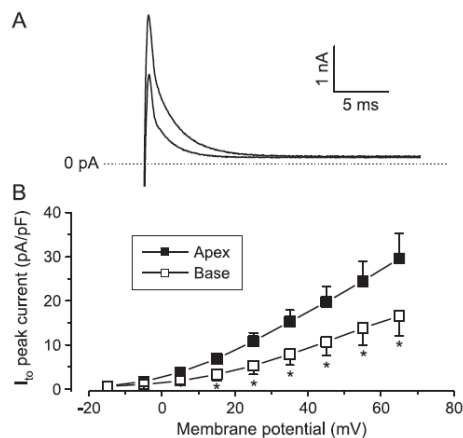 A
1 nA
5 ms
0 pA
B
I_to peak current (pA/pF)
40
30
20
10
0
Apex
Base
* * * * * *
-20 0 20 40 60 80
Membrane potential (mV)